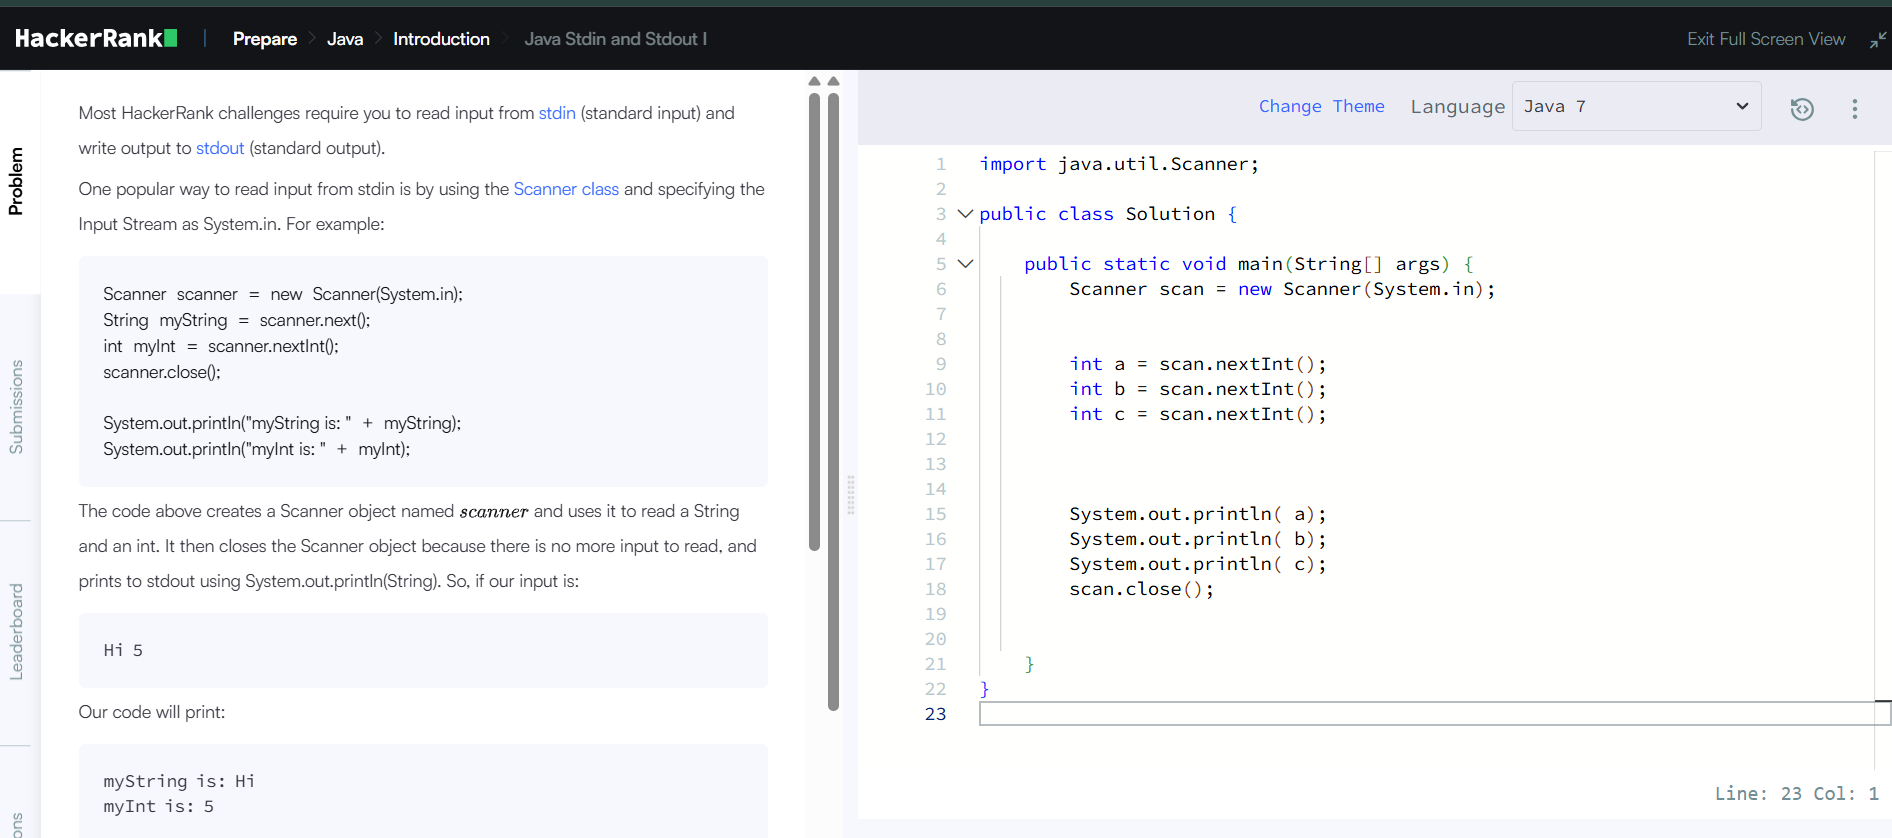 HackerRank | Prepare > Java > Introduction > Java Stdin and Stdout I
Exit Full Screen View
Problem
Submissions
Leaderboard
Most HackerRank challenges require you to read input from stdin (standard input) and
write output to stdout (standard output).
One popular way to read input from stdin is by using the Scanner class and specifying the
Input Stream as System.in. For example:
Scanner scanner = new Scanner(System.in);
String myString = scanner.next();
int myInt = scanner.nextInt();
scanner.close();
System.out.println("myString is: " + myString);
System.out.println("myInt is: " + myInt);
The code above creates a Scanner object named scanner and uses it to read a String
and an int. It then closes the Scanner object because there is no more input to read, and
prints to stdout using System.out.println(String). So, if our input is:
Hi 5
Our code will print:
myString is: Hi
myInt is: 5
Change Theme Language Java 7
1 import java.util.Scanner;
2
3 public class Solution {
4
5 public static void main(String[] args) {
6 Scanner scan = new Scanner(System.in);
7
8
9 int a = scan.nextInt();
10 int b = scan.nextInt();
11 int c = scan.nextInt();
12
13
14
15 System.out.println( a);
16 System.out.println( b);
17 System.out.println( c);
18 scan.close();
19
20
21 }
22 }
23
Line: 23 Col: 1